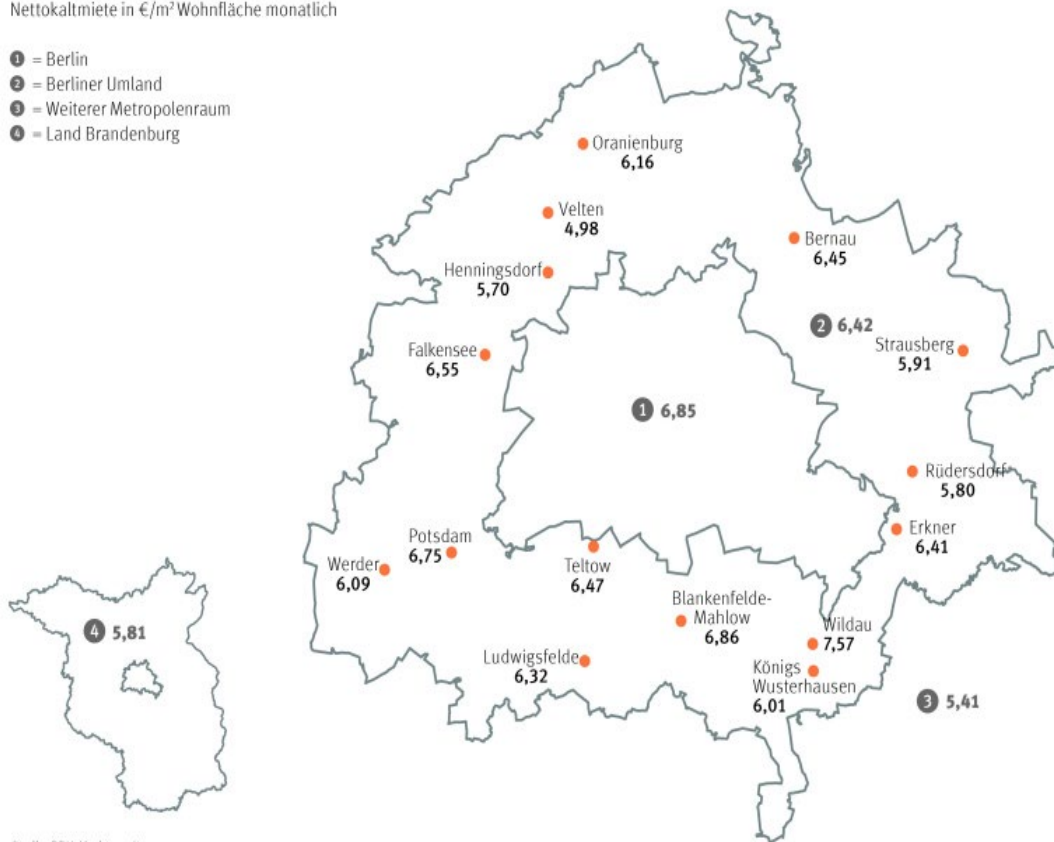 Nettokaltmiete in €/m² Wohnfläche monatlich
1 = Berlin
2 = Berliner Umland
3 = Weiterer Metropolenraum
4 = Land Brandenburg
Oranienburg
6,16
Velten
4,98
Bernau
6,45
Henningsdorf
5,70
2 6,42
Falkensee
6,55
Strausberg
5,91
1 6,85
Rüdersdorf
5,80
Erkner
6,41
Potsdam
6,75
Werder
6,09
Teltow
6,47
Blankenfelde-
Mahlow
6,86
Wildau
7,57
4 5,81
Ludwigsfelde
6,32
Königs
Wusterhausen
6,01
3 5,41